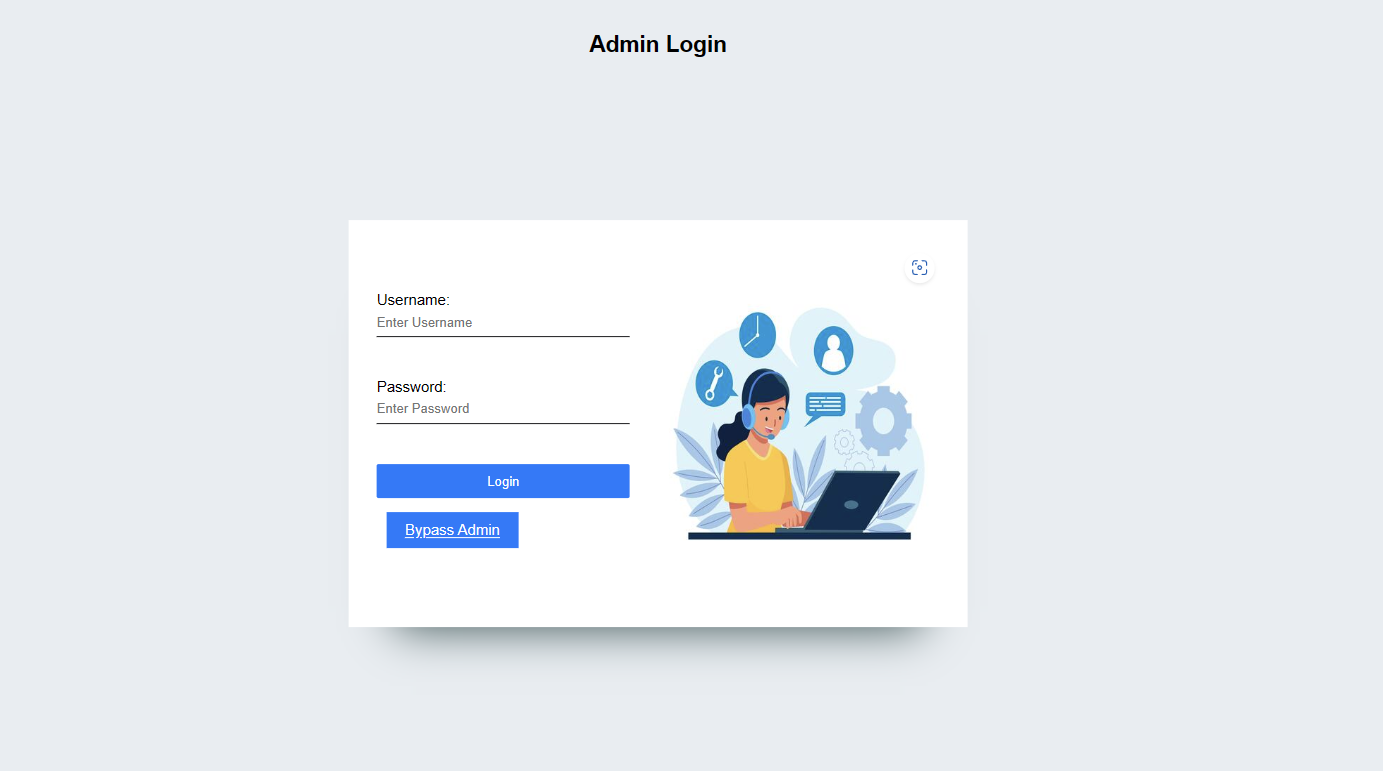 Admin Login
Username:
Enter Username
Password:
Enter Password
Login
Bypass Admin